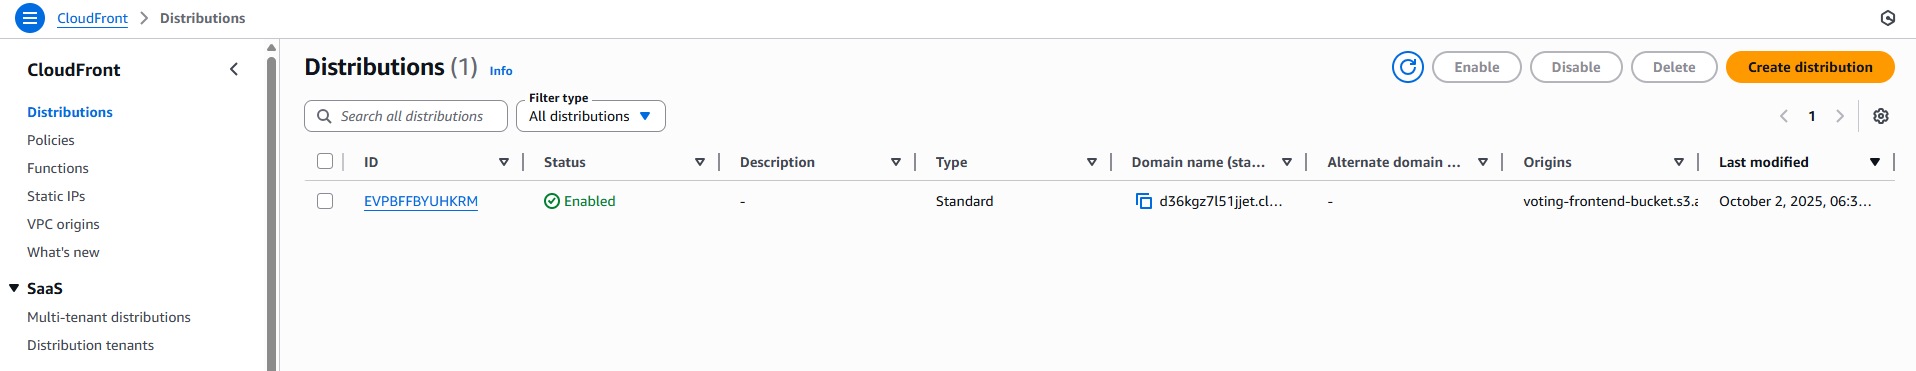 CloudFront > Distributions
CloudFront
Distributions
Policies
Functions
Static IPs
VPC origins
What's new
SaaS
Multi-tenant distributions
Distribution tenants
Distributions (1) Info
Enable Disable Delete Create distribution
Search all distributions
Filter type
All distributions
1
ID Status Description Type Domain name (sta... Alternate domain ... Origins Last modified
EVPBFFBYUHKRM Enabled - Standard d36kgz7l51jjet.cl... - voting-frontend-bucket.s3.a October 2, 2025, 06:3...